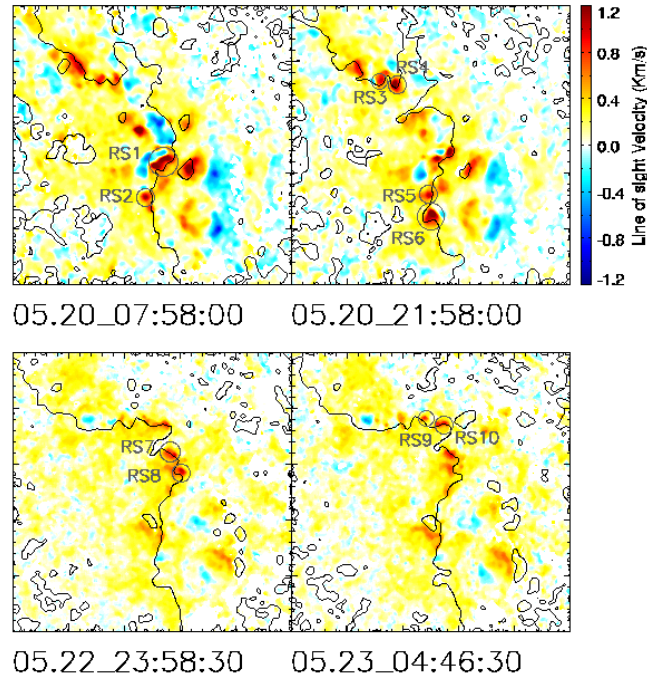 RS1
RS2
05.20_07:58:00
RS3
RS4
RS5
RS6
05.20_21:58:00
1.2
0.8
0.4
0.0
-0.4
-0.8
-1.2
Line of sight Velocity (Km/s)
RS7
RS8
05.22_23:58:30
RS9
RS10
05.23_04:46:30